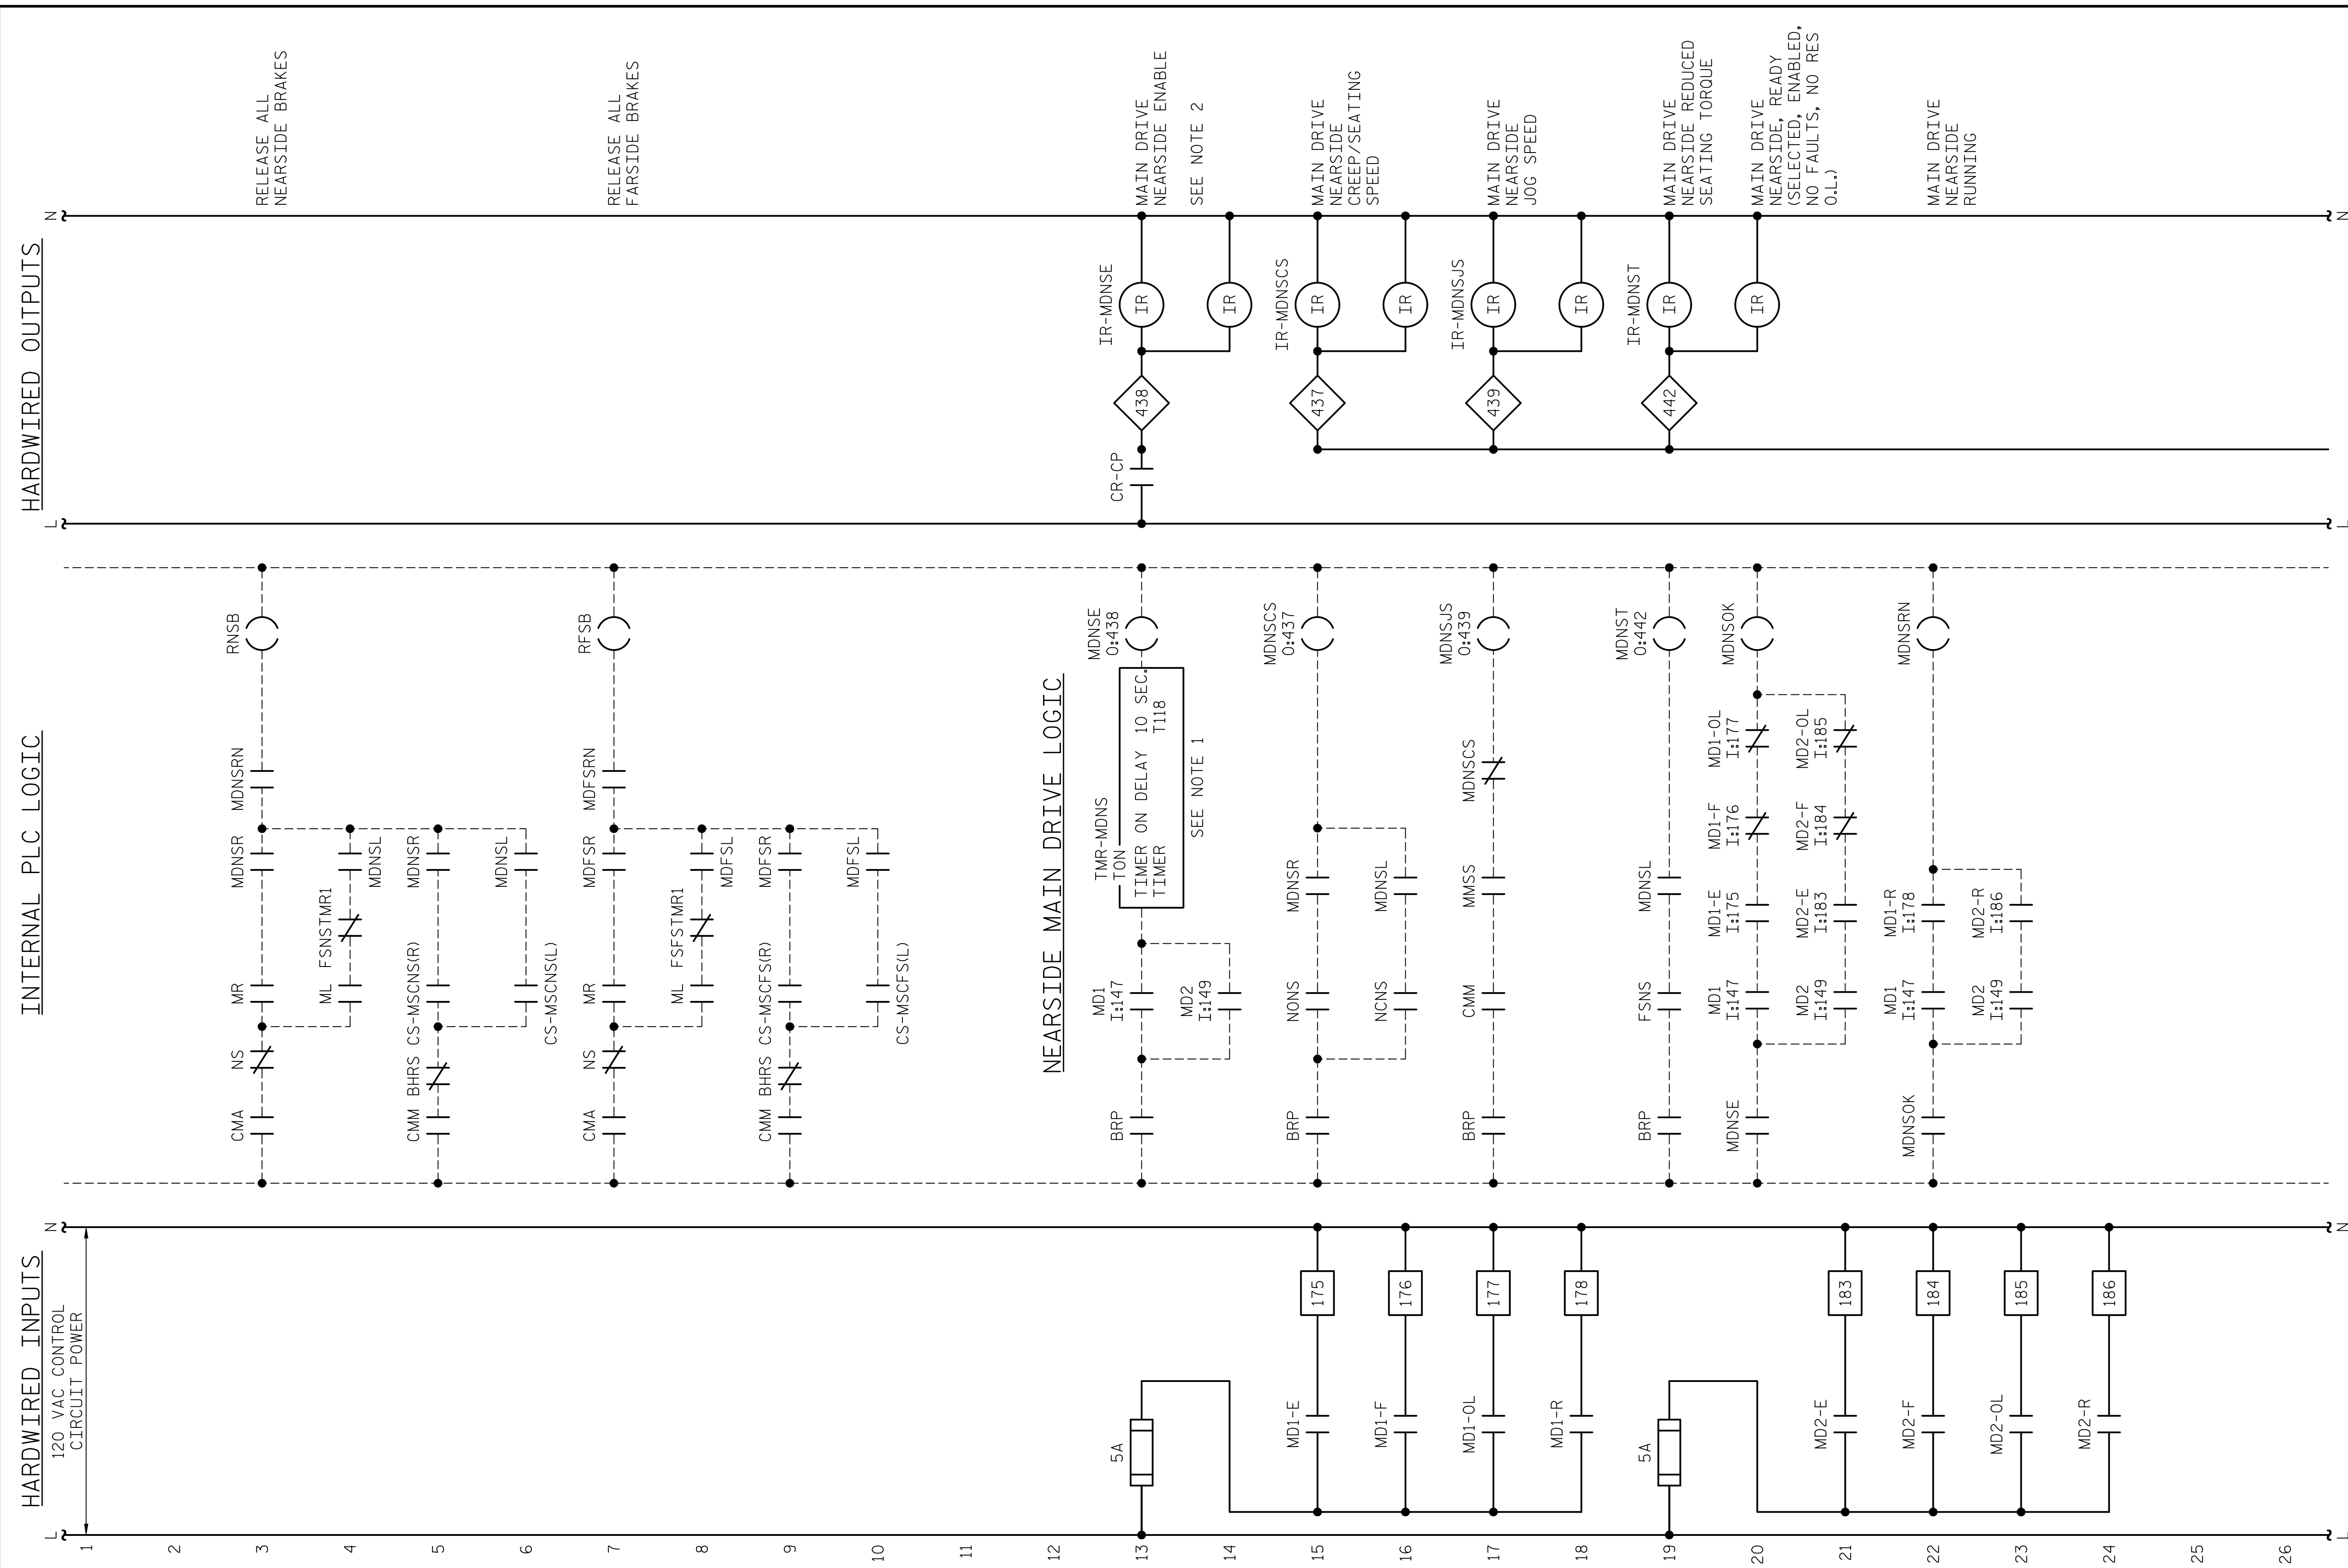 HARDWIRED INPUTS
120 VAC CONTROL
CIRCUIT POWER
INTERNAL PLC LOGIC
HARDWIRED OUTPUTS
L
N
L
N
1
2
3
CMA
NS
MR
MDNSR
MDNSRN
RNSB
RELEASE ALL
NEARSIDE BRAKES
4
ML
FSNSTMR1
MDNSL
5
CMM
BHRS
CS-MSCNS(R)
MDNSR
6
CS-MSCNS(L)
MDNSL
7
CMA
NS
MR
MDFSR
MDFSRN
RFSB
RELEASE ALL
FARSIDE BRAKES
8
ML
FSFSTMR1
MDFSL
9
CMM
BHRS
CS-MSCFS(R)
MDFSR
10
CS-MSCFS(L)
MDFSL
11
12
NEARSIDE MAIN DRIVE LOGIC
13
5A
BRP
MD1
I:147
TMR-MDNS
TON
TIMER ON DELAY 10 SEC.
TIMER T118
SEE NOTE 1
MDNSE
O:438
CR-CP
438
IR-MDNSE
IR
MAIN DRIVE
NEARSIDE ENABLE
SEE NOTE 2
14
MD2
I:149
IR
15
MD1-E
175
BRP
NONS
MDNSR
MDNSCS
O:437
437
IR-MDNSCS
IR
MAIN DRIVE
NEARSIDE
CREEP/SEATING
SPEED
16
MD1-F
176
NCNS
MDNSL
IR
17
MD1-OL
177
BRP
CMM
MMSS
MDNSCS
MDNSJS
O:439
439
IR-MDNSJS
IR
MAIN DRIVE
NEARSIDE
JOG SPEED
18
MD1-R
178
IR
19
5A
BRP
FSNS
MDNSL
MDNST
O:442
442
IR-MDNST
IR
MAIN DRIVE
NEARSIDE REDUCED
SEATING TORQUE
20
MDNSE
MD1
I:147
MD1-E
I:175
MD1-F
I:176
MD1-OL
I:177
MDNSOK
IR
MAIN DRIVE
NEARSIDE, READY
(SELECTED, ENABLED,
NO FAULTS, NO RES
O.L.)
21
MD2-E
183
MD2
I:149
MD2-E
I:183
MD2-F
I:184
MD2-OL
I:185
22
MD2-F
184
MDNSOK
MD1
I:147
MD1-R
I:178
MDNSRN
MAIN DRIVE
NEARSIDE
RUNNING
23
MD2-OL
185
MD2
I:149
MD2-R
I:186
24
MD2-R
186
25
26
L
N
L
N